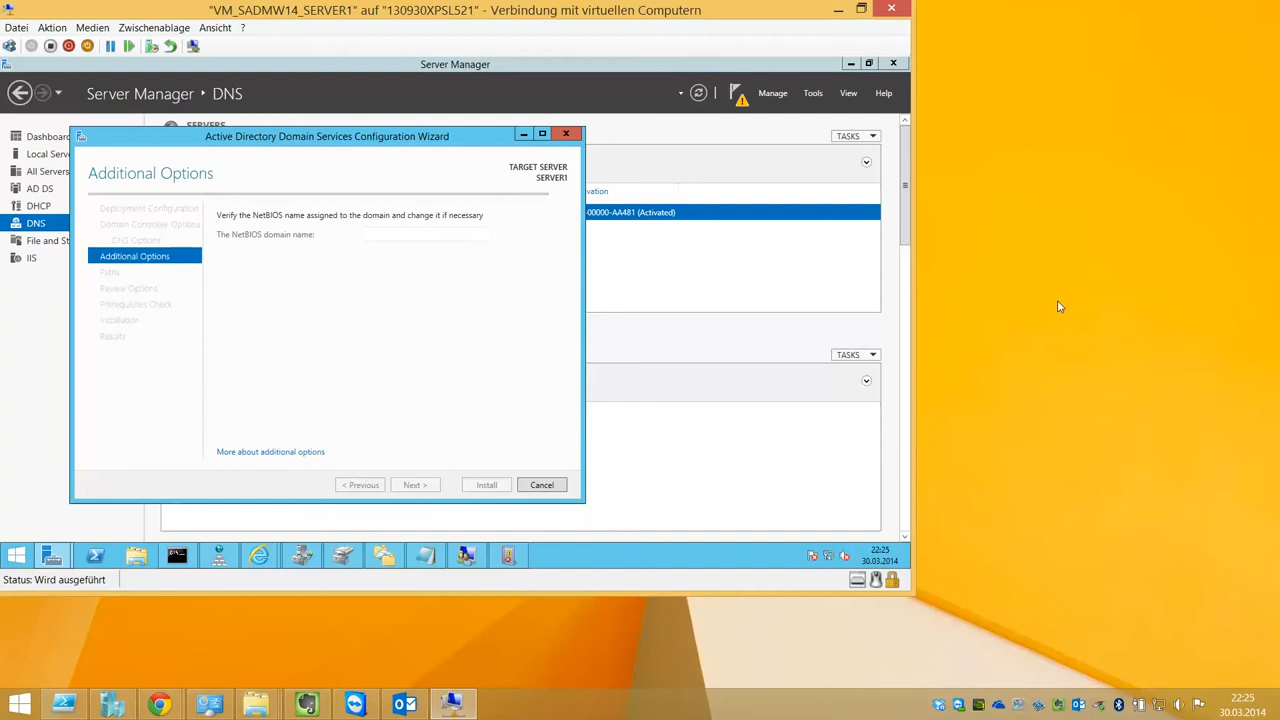 "VM_SADMW14_SERVER1" auf "130930XPSL521" - Verbindung mit virtuellen Computern
Datei Aktion Medien Zwischenablage Ansicht ?
Server Manager
Server Manager DNS
Manage Tools View Help
Dashboar
Local Serve
All Servers
AD DS
DHCP
DNS
File and St
IIS
SERVERS
TASKS
vation
-00000-AA481 (Activated)
TASKS
Active Directory Domain Services Configuration Wizard
Additional Options
TARGET SERVER
SERVER1
Deployment Configuration
Domain Controller Options
DNS Options
Additional Options
Paths
Review Options
Prerequisites Check
Installation
Results
Verify the NetBIOS name assigned to the domain and change it if necessary
The NetBIOS domain name:
More about additional options
< Previous Next > Install Cancel
22:25
30.03.2014
Status: Wird ausgeführt
22:25
30.03.2014